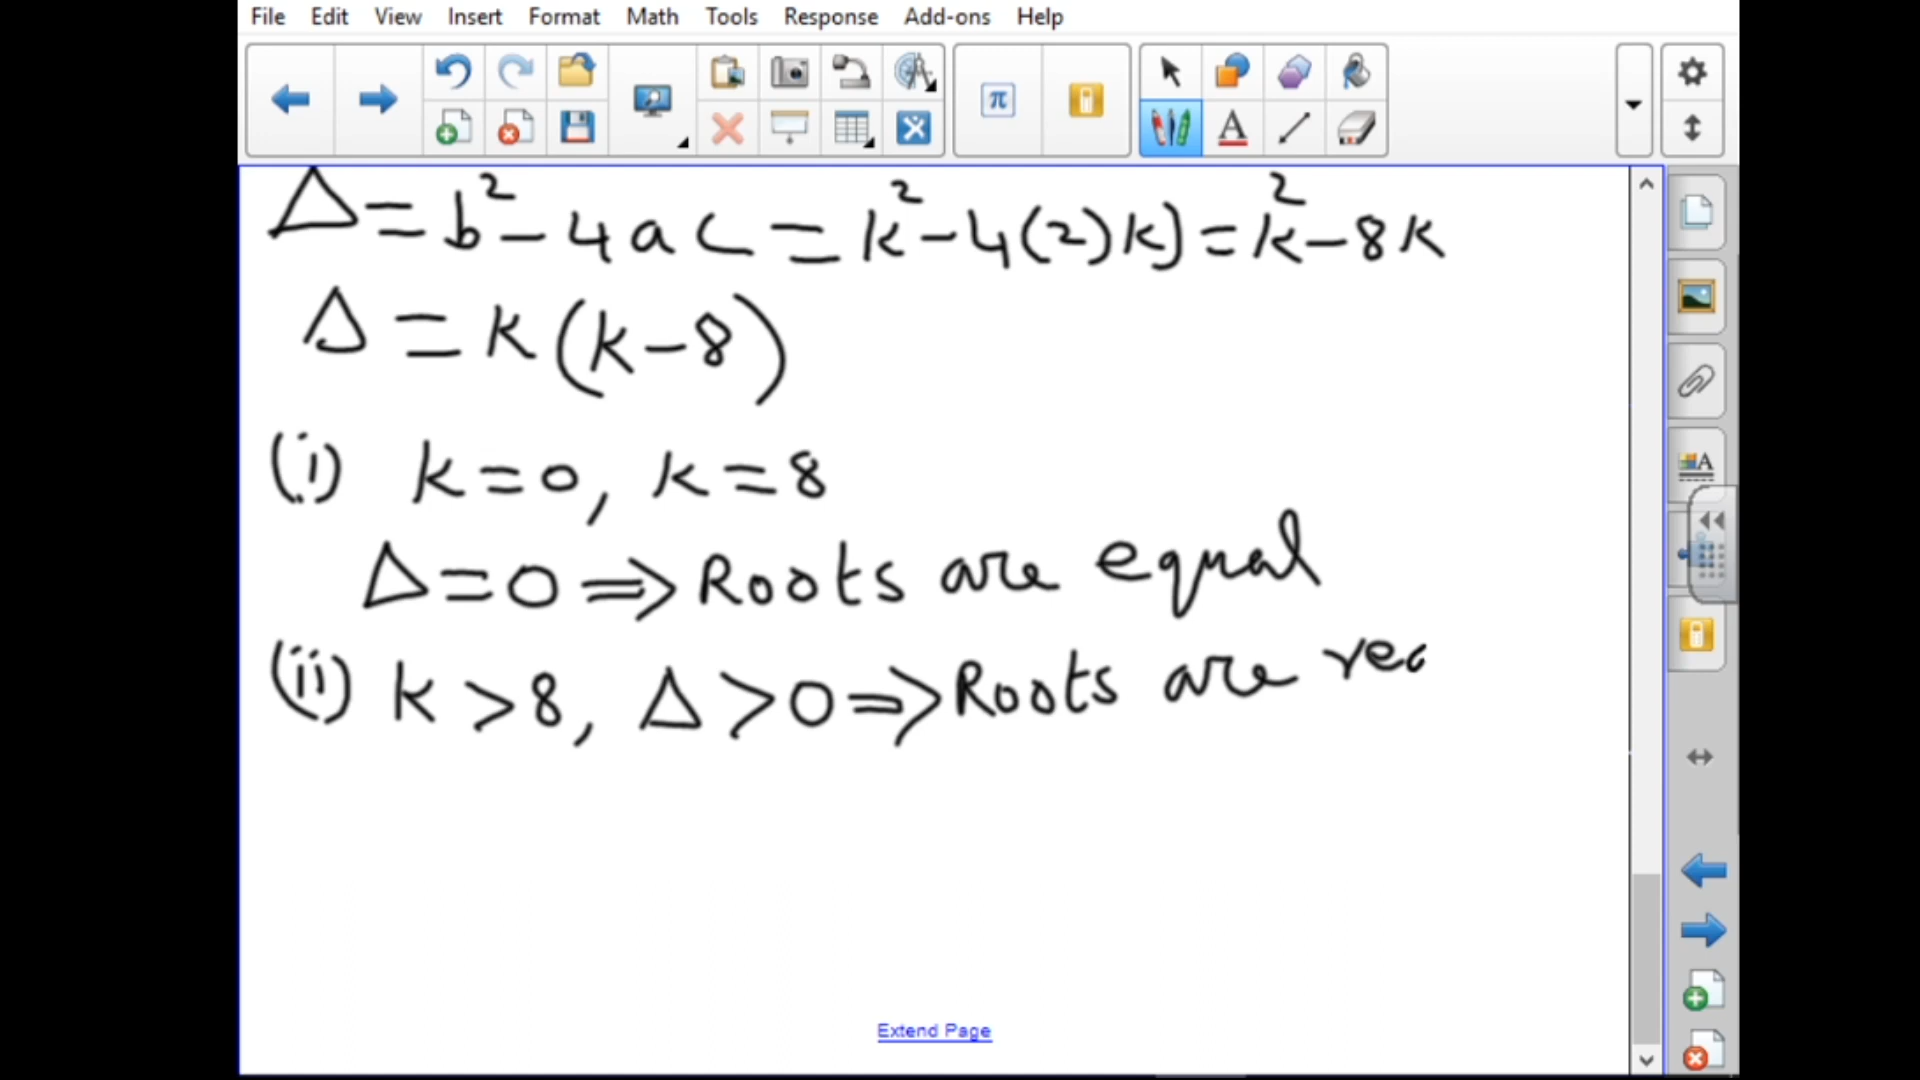 File Edit View Insert Format Math Tools Response Add-ons Help
Δ = b² - 4ac = k² - 4(2)k) = k² - 8k
Δ = k(k-8)
(i) k = 0, k = 8
Δ = 0 ⇒ Roots are equal
(ii) k > 8, Δ > 0 ⇒ Roots are rec
Extend Page